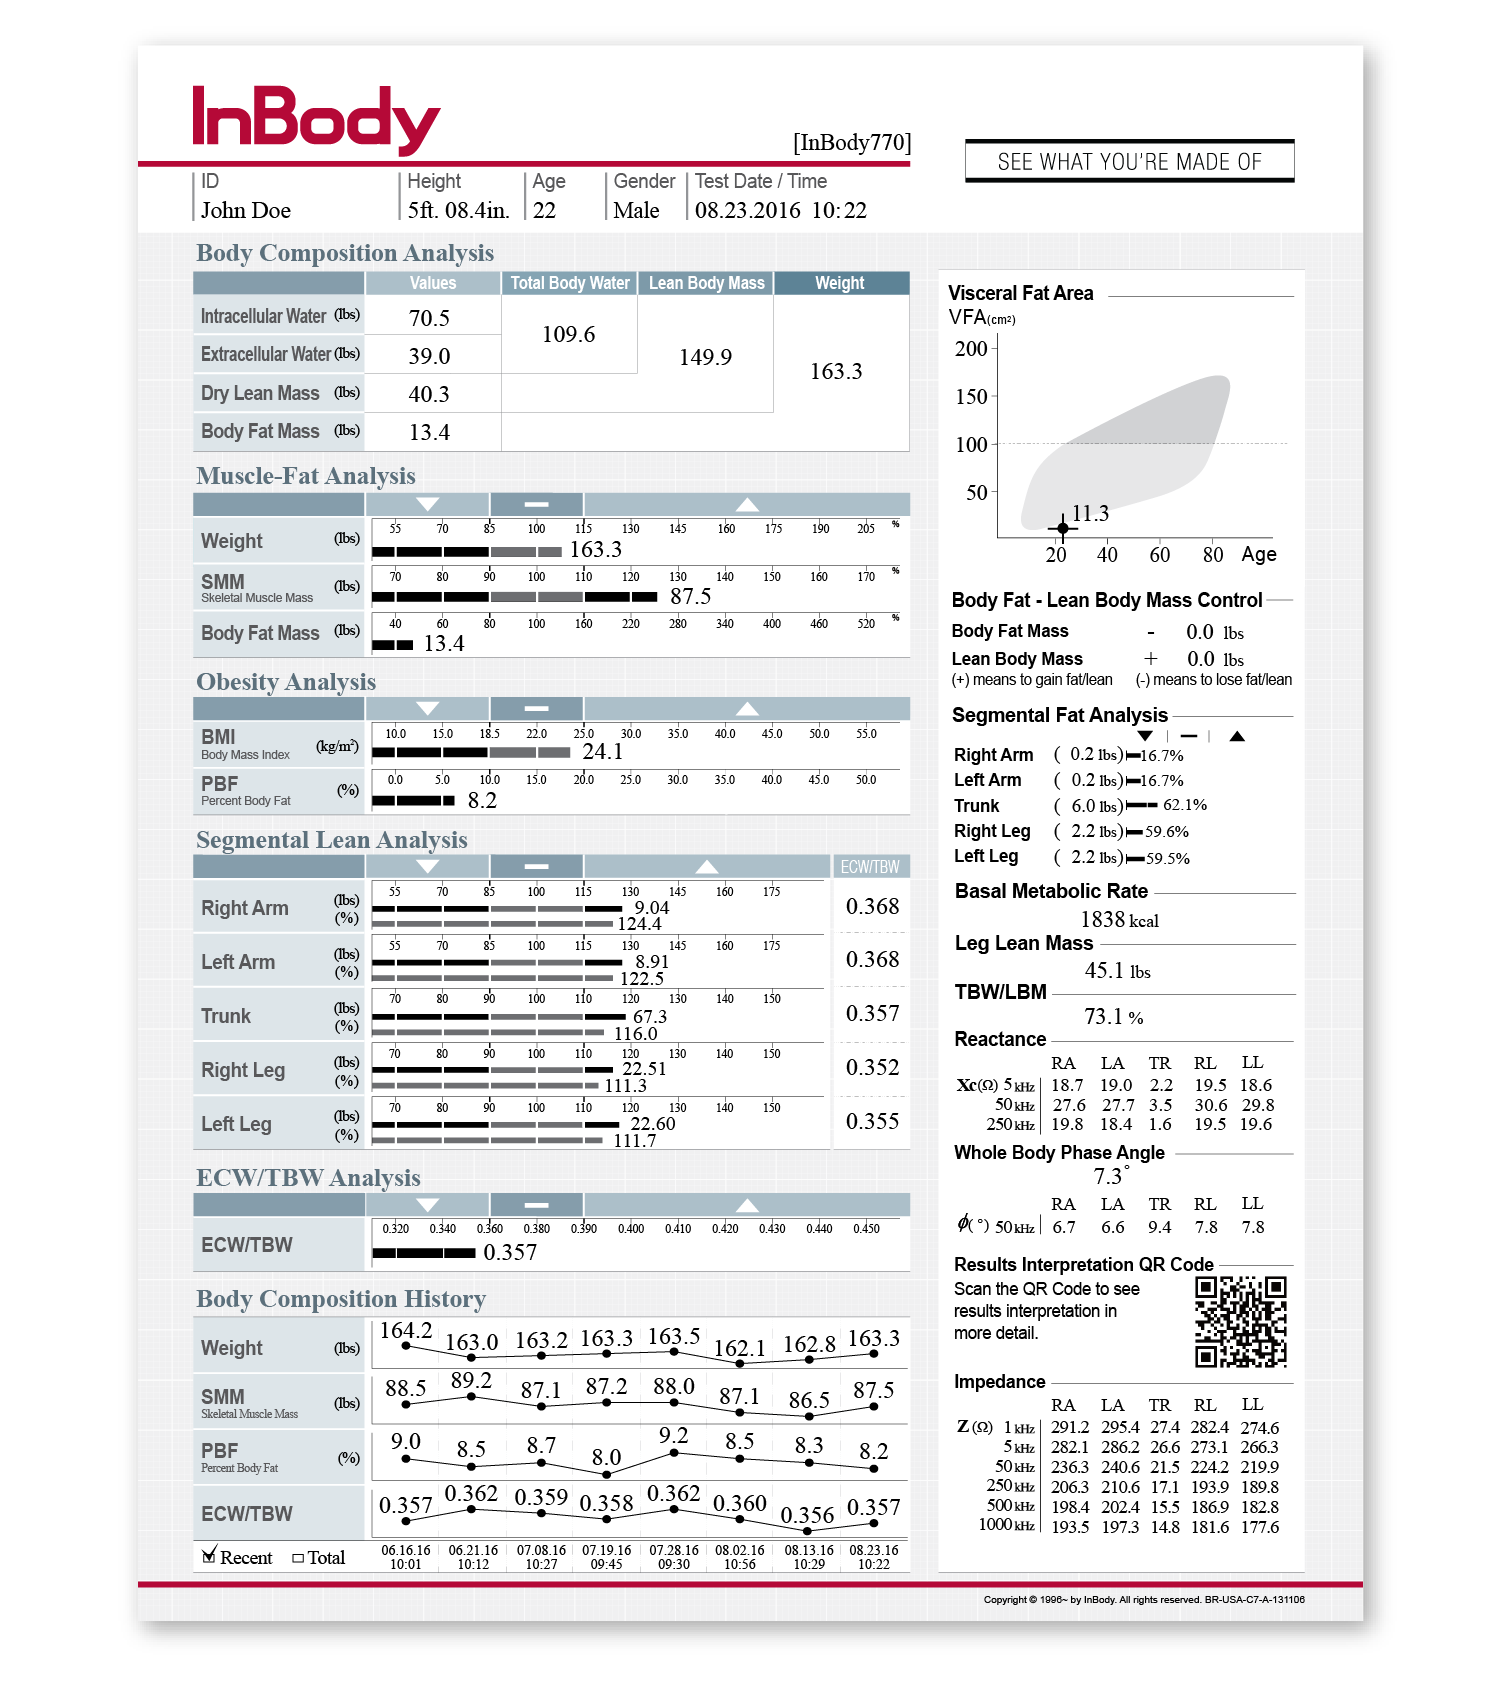 InBody
[InBody770]
SEE WHAT YOU'RE MADE OF
ID Height Age Gender Test Date / Time
John Doe 5ft. 08.4in. 22 Male 08.23.2016 10:22
Body Composition Analysis
Values Total Body Water Lean Body Mass Weight
Intracellular Water (lbs) 70.5 109.6 149.9 163.3
Extracellular Water (lbs) 39.0
Dry Lean Mass (lbs) 40.3
Body Fat Mass (lbs) 13.4
Muscle-Fat Analysis
55 70 85 100 115 130 145 160 175 190 205 %
Weight (lbs) 163.3
70 80 90 100 110 120 130 140 150 160 170 %
SMM (lbs) 87.5
Skeletal Muscle Mass
40 60 80 100 160 220 280 340 400 460 520 %
Body Fat Mass (lbs) 13.4
Obesity Analysis
10.0 15.0 18.5 22.0 25.0 30.0 35.0 40.0 45.0 50.0 55.0
BMI (kg/m²) 24.1
Body Mass Index
0.0 5.0 10.0 15.0 20.0 25.0 30.0 35.0 40.0 45.0 50.0
PBF (%) 8.2
Percent Body Fat
Segmental Lean Analysis
ECW/TBW
55 70 85 100 115 130 145 160 175
Right Arm (lbs) 9.04 0.368
(%) 124.4
55 70 85 100 115 130 145 160 175
Left Arm (lbs) 8.91 0.368
(%) 122.5
70 80 90 100 110 120 130 140 150
Trunk (lbs) 67.3 0.357
(%) 116.0
70 80 90 100 110 120 130 140 150
Right Leg (lbs) 22.51 0.352
(%) 111.3
70 80 90 100 110 120 130 140 150
Left Leg (lbs) 22.60 0.355
(%) 111.7
ECW/TBW Analysis
0.320 0.340 0.360 0.380 0.390 0.400 0.410 0.420 0.430 0.440 0.450
ECW/TBW 0.357
Body Composition History
Weight (lbs) 164.2 163.0 163.2 163.3 163.5 162.1 162.8 163.3
SMM (lbs) 88.5 89.2 87.1 87.2 88.0 87.1 86.5 87.5
Skeletal Muscle Mass
PBF (%) 9.0 8.5 8.7 8.0 9.2 8.5 8.3 8.2
Percent Body Fat
ECW/TBW 0.357 0.362 0.359 0.358 0.362 0.360 0.356 0.357
Recent Total 06.16.16 06.21.16 07.08.16 07.19.16 07.28.16 08.02.16 08.13.16 08.23.16
10:01 10:12 10:27 09:45 09:30 10:56 10:29 10:22
Visceral Fat Area
VFA(cm²)
200
150
100
50
11.3
20 40 60 80 Age
Body Fat - Lean Body Mass Control
Body Fat Mass - 0.0 lbs
Lean Body Mass + 0.0 lbs
(+) means to gain fat/lean (-) means to lose fat/lean
Segmental Fat Analysis
Right Arm ( 0.2 lbs) 16.7%
Left Arm ( 0.2 lbs) 16.7%
Trunk ( 6.0 lbs) 62.1%
Right Leg ( 2.2 lbs) 59.6%
Left Leg ( 2.2 lbs) 59.5%
Basal Metabolic Rate
1838 kcal
Leg Lean Mass
45.1 lbs
TBW/LBM
73.1 %
Reactance
RA LA TR RL LL
Xc(Ω) 5 kHz 18.7 19.0 2.2 19.5 18.6
50 kHz 27.6 27.7 3.5 30.6 29.8
250 kHz 19.8 18.4 1.6 19.5 19.6
Whole Body Phase Angle
7.3°
RA LA TR RL LL
ϕ(°) 50 kHz 6.7 6.6 9.4 7.8 7.8
Results Interpretation QR Code
Scan the QR Code to see
results interpretation in
more detail.
Impedance
RA LA TR RL LL
Z (Ω) 1 kHz 291.2 295.4 27.4 282.4 274.6
5 kHz 282.1 286.2 26.6 273.1 266.3
50 kHz 236.3 240.6 21.5 224.2 219.9
250 kHz 206.3 210.6 17.1 193.9 189.8
500 kHz 198.4 202.4 15.5 186.9 182.8
1000 kHz 193.5 197.3 14.8 181.6 177.6
Copyright © 1996~ by InBody. All rights reserved. BR-USA-C7-A-131106